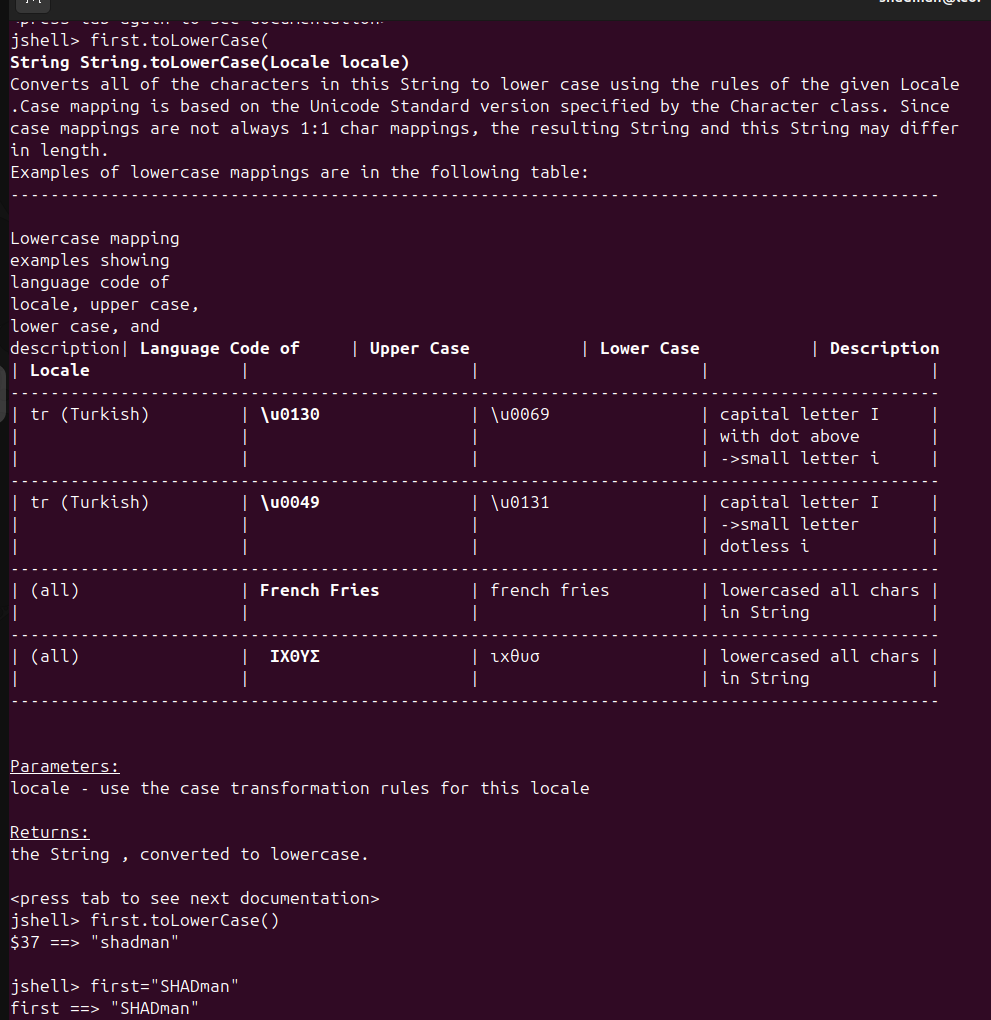 <press tab again to see documentation>
jshell> first.toLowerCase(
String String.toLowerCase(Locale locale)
Converts all of the characters in this String to lower case using the rules of the given Locale
.Case mapping is based on the Unicode Standard version specified by the Character class. Since
case mappings are not always 1:1 char mappings, the resulting String and this String may differ
in length.
Examples of lowercase mappings are in the following table:
---------------------------------------------------------------------------------------------
Lowercase mapping
examples showing
language code of
locale, upper case,
lower case, and
description| Language Code of     | Upper Case           | Lower Case           | Description
| Locale               |                      |                      |                      |
---------------------------------------------------------------------------------------------
| tr (Turkish)         | \u0130               | \u0069               | capital letter I     |
|                      |                      |                      | with dot above       |
|                      |                      |                      | ->small letter i     |
---------------------------------------------------------------------------------------------
| tr (Turkish)         | \u0049               | \u0131               | capital letter I     |
|                      |                      |                      | ->small letter       |
|                      |                      |                      | dotless i            |
---------------------------------------------------------------------------------------------
| (all)                | French Fries         | french fries         | lowercased all chars |
|                      |                      |                      | in String            |
---------------------------------------------------------------------------------------------
| (all)                |  ΙΧΘΥΣ               | ιχθυσ                | lowercased all chars |
|                      |                      |                      | in String            |
---------------------------------------------------------------------------------------------
Parameters:
locale - use the case transformation rules for this locale
Returns:
the String , converted to lowercase.
<press tab to see next documentation>
jshell> first.toLowerCase()
$37 ==> "shadman"
jshell> first="SHADman"
first ==> "SHADman"